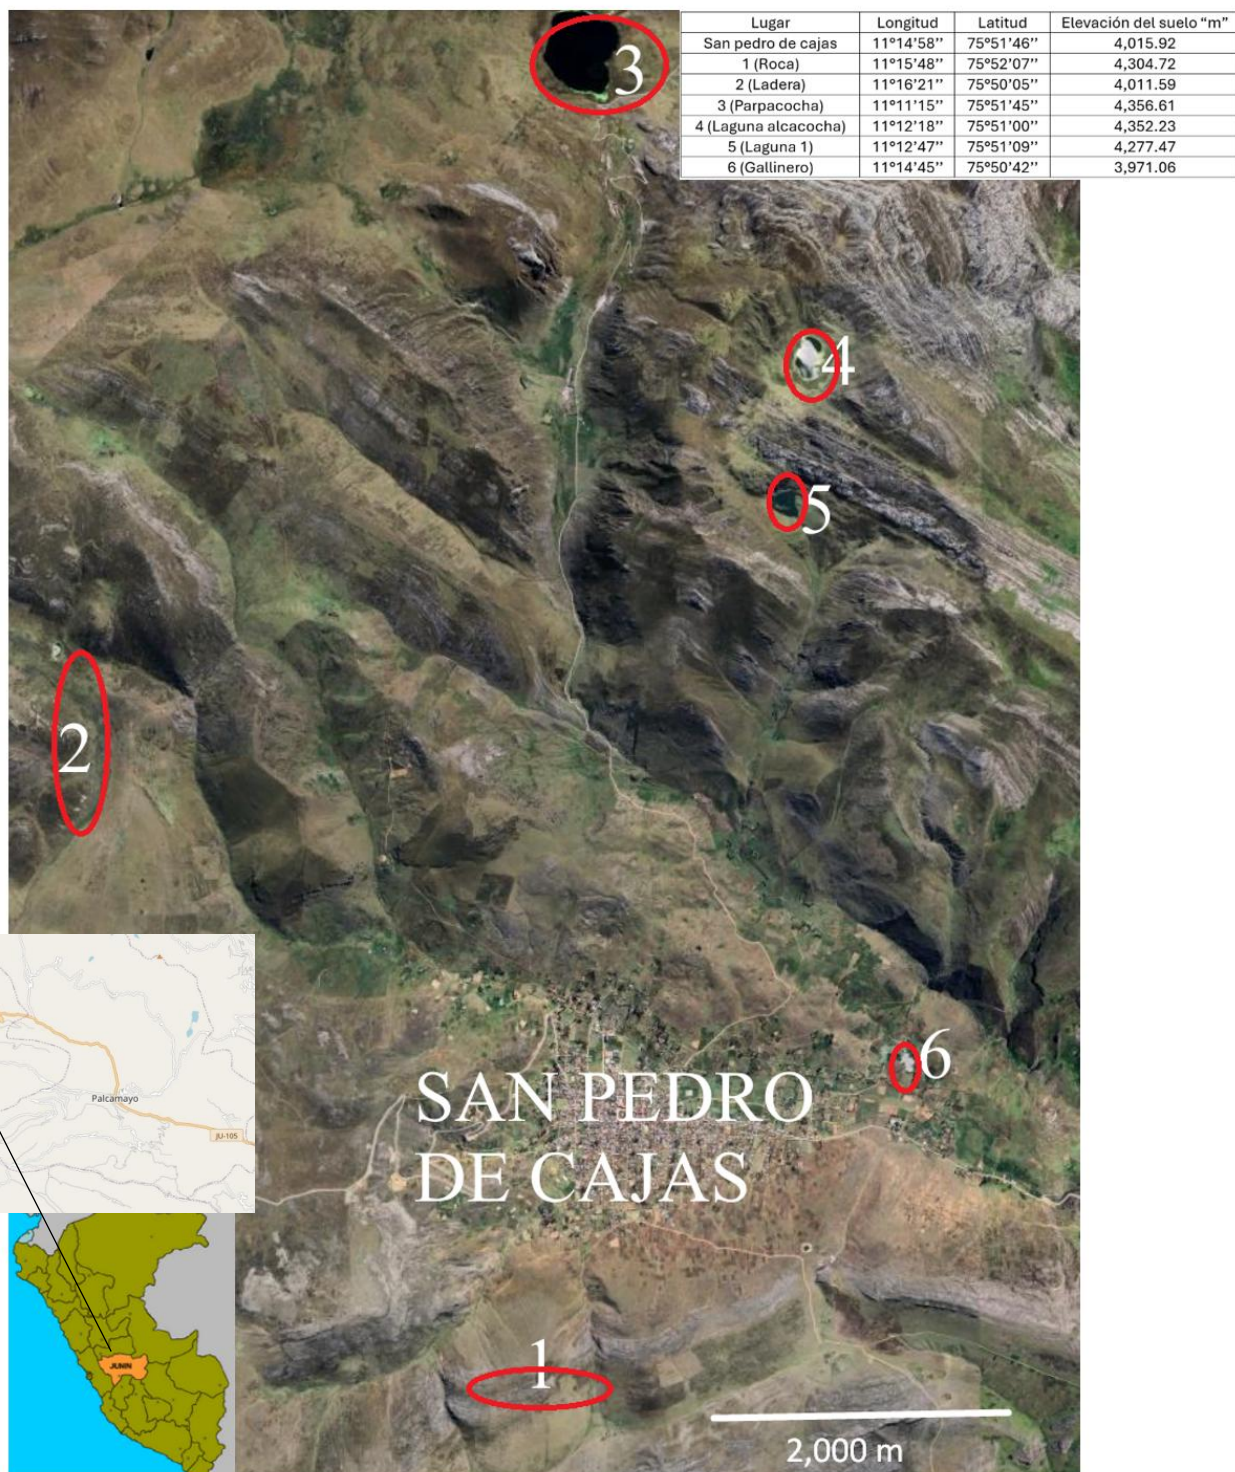 Lugar Longitud Latitud Elevación del suelo “m”
San pedro de cajas 11°14'58’’ 75°51'46’’ 4,015.92
1 (Roca) 11°15'48’’ 75°52'07’’ 4,304.72
2 (Ladera) 11°16'21’’ 75°50'05’’ 4,011.59
3 (Parpacocha) 11°11'15’’ 75°51'45’’ 4,356.61
4 (Laguna alcacocha) 11°12'18’’ 75°51'00’’ 4,352.23
5 (Laguna 1) 11°12'47’’ 75°51'09’’ 4,277.47
6 (Gallinero) 11°14'45’’ 75°50'42’’ 3,971.06
3
4
5
2
6
SAN PEDRO
DE CAJAS
Palcamayo
JU-105
JUNIN
1
2,000 m